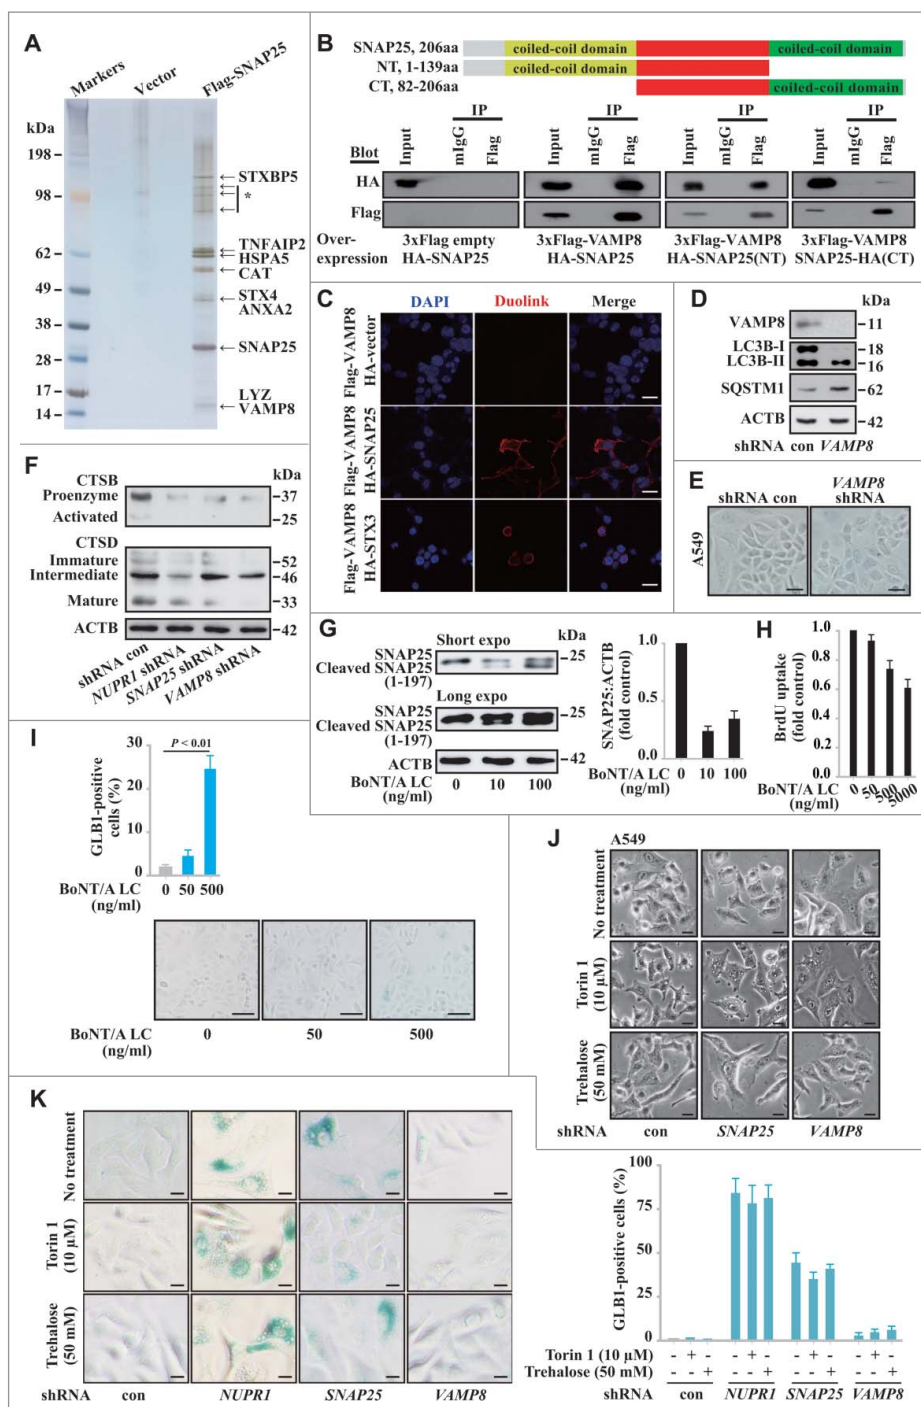 A
Markers
Vector
Flag-SNAP25
kDa
198
98
62
49
38
28
17
14
STXBP5
*
TNFAIP2
HSPA5
CAT
STX4
ANXA2
SNAP25
LYZ
VAMP8
B
SNAP25, 206aa
coiled-coil domain
coiled-coil domain
NT, 1-139aa
coiled-coil domain
CT, 82-206aa
coiled-coil domain
IP
IP
IP
IP
Blot
Input
mIgG
Flag
Input
mIgG
Flag
Input
mIgG
Flag
Input
mIgG
Flag
HA
Flag
Over-
expression
3xFlag empty
HA-SNAP25
3xFlag-VAMP8
HA-SNAP25
3xFlag-VAMP8
HA-SNAP25(NT)
3xFlag-VAMP8
SNAP25-HA(CT)
C
DAPI
Duolink
Merge
Flag-VAMP8
HA-vector
Flag-VAMP8
HA-SNAP25
Flag-VAMP8
HA-STX3
D
kDa
VAMP8
11
LC3B-I
18
LC3B-II
16
SQSTM1
62
ACTB
42
shRNA con VAMP8
E
shRNA con
VAMP8
shRNA
A549
F
CTSB
kDa
Proenzyme
37
Activated
25
CTSD
Immature
52
Intermediate
46
Mature
33
ACTB
42
shRNA con
NUPR1 shRNA
SNAP25 shRNA
VAMP8 shRNA
G
Short expo
kDa
SNAP25
25
Cleaved SNAP25
(1-197)
Long expo
SNAP25
25
Cleaved SNAP25
(1-197)
ACTB
42
BoNT/A LC
(ng/ml)
0
10
100
SNAP25:ACTB
(fold control)
1.0
0.5
0.0
BoNT/A LC
(ng/ml)
0
10
100
H
BrdU uptake
(fold control)
1.0
0.8
0.6
0.4
0.2
0.0
BoNT/A LC
(ng/ml)
0
50
500
5000
I
P < 0.01
GLB1-positive
cells (%)
30
20
10
0
BoNT/A LC
(ng/ml)
0
50
500
BoNT/A LC
(ng/ml)
0
50
500
J
A549
No treatment
Torin 1
(10 µM)
Trehalose
(50 mM)
shRNA
con
SNAP25
VAMP8
K
No treatment
Torin 1
(10 µM)
Trehalose
(50 mM)
shRNA
con
NUPR1
SNAP25
VAMP8
GLB1-positive cells (%)
100
75
50
25
0
Torin 1 (10 µM) - + - - + - - + - - + -
Trehalose (50 mM) - - + - - + - - + - - +
shRNA
con
NUPR1
SNAP25
VAMP8